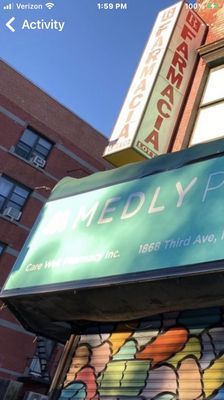 Verizon 1:59 PM 100%
Activity
FARMACIA
FARMACIA
MEDLY
Care Well Pharmacy Inc. 1868 Third Ave,